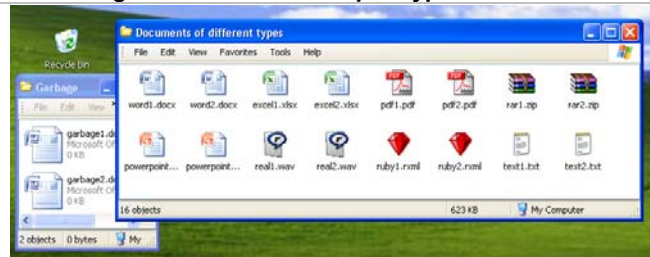 Recycle Bin
Documents of different types
File Edit View Favorites Tools Help
word1.docx word2.docx excel1.xlsx excel2.xlsx pdf1.pdf pdf2.pdf rar1.zip rar2.zip
powerpoint... powerpoint... real1.wav real2.wav ruby1.rxml ruby2.rxml text1.txt text2.txt
16 objects 623 KB My Computer
Garbage
File Edit View
garbage1.do
Microsoft Of
0 KB
garbage2.d
Microsoft Of
0 KB
2 objects 0 bytes My